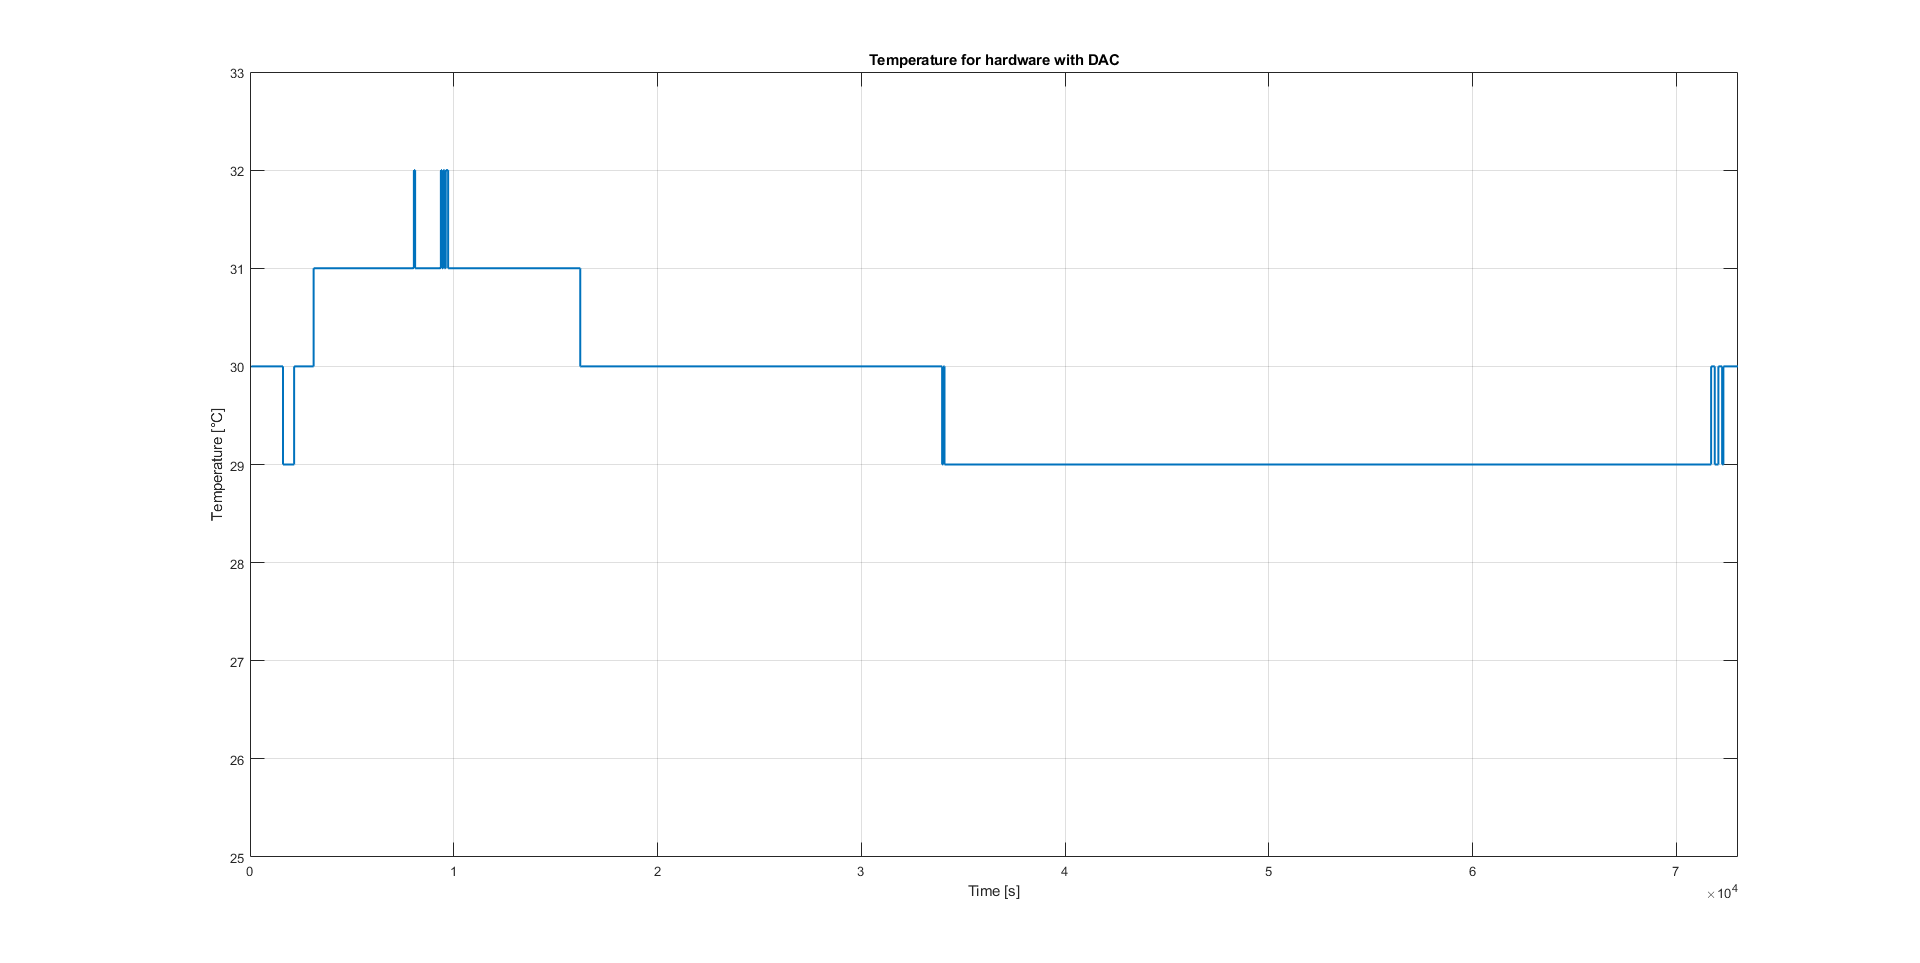 Temperature for hardware with DAC
33
32
31
30
29
28
27
26
25
Temperature [°C]
0 1 2 3 4 5 6 7
Time [s]
×10⁴